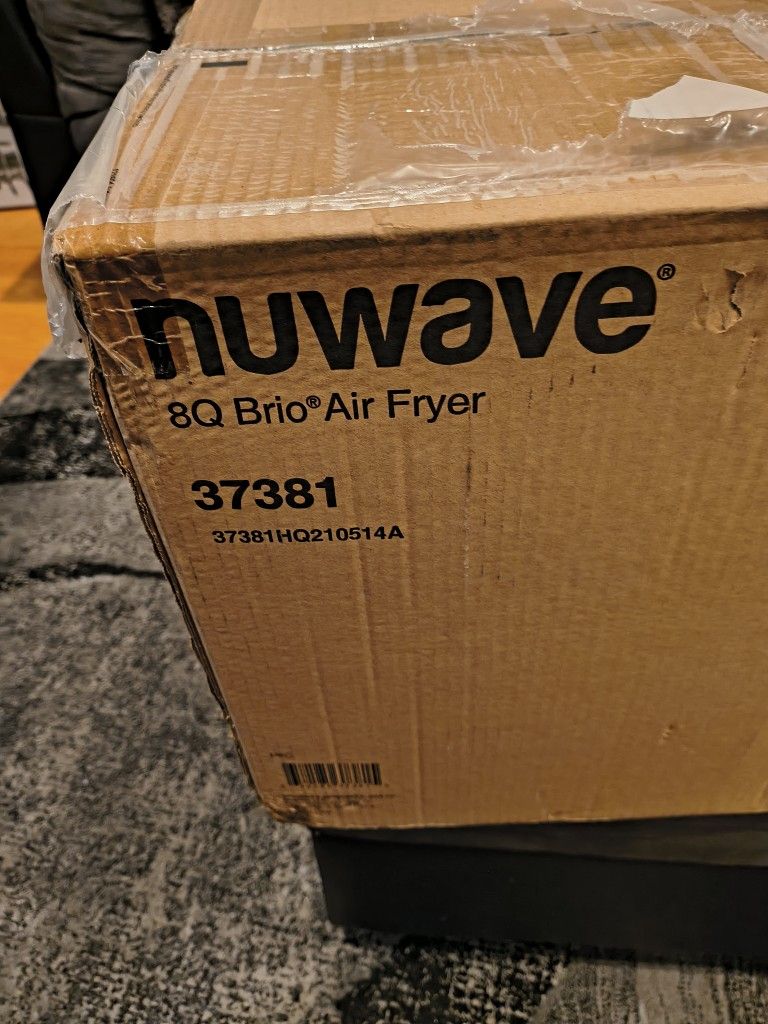 nuwave®
8Q Brio® Air Fryer
37381
37381HQ210514A